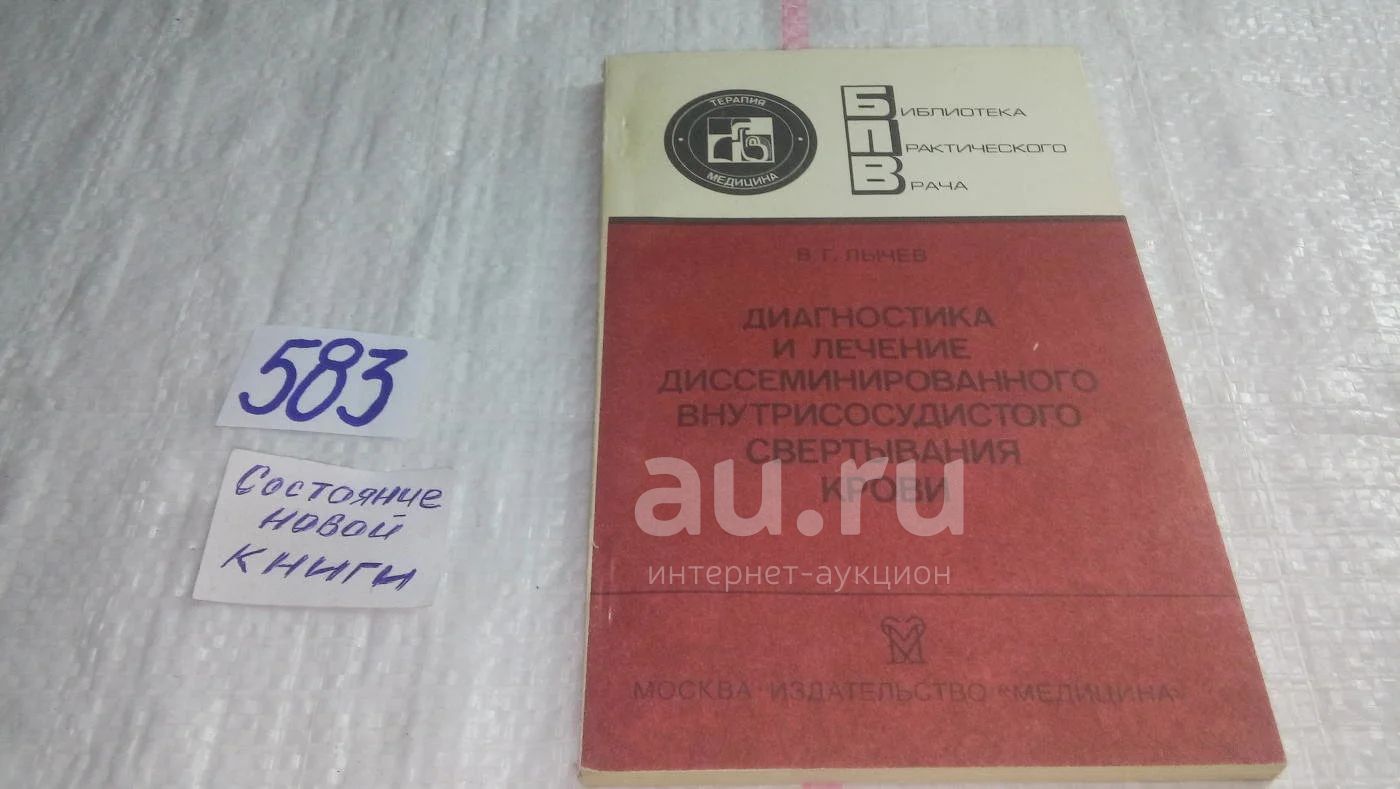 583
Состояние
новой
книги
ТЕРАПИЯ
МЕДИЦИНА
БИБЛИОТЕКА
ПРАКТИЧЕСКОГО
ВРАЧА
В. Г. ЛЫЧЕВ
ДИАГНОСТИКА
И ЛЕЧЕНИЕ
ДИССЕМИНИРОВАННОГО
ВНУТРИСОСУДИСТОГО
СВЕРТЫВАНИЯ
КРОВИ
au.ru
интернет-аукцион
МОСКВА · ИЗДАТЕЛЬСТВО «МЕДИЦИНА»